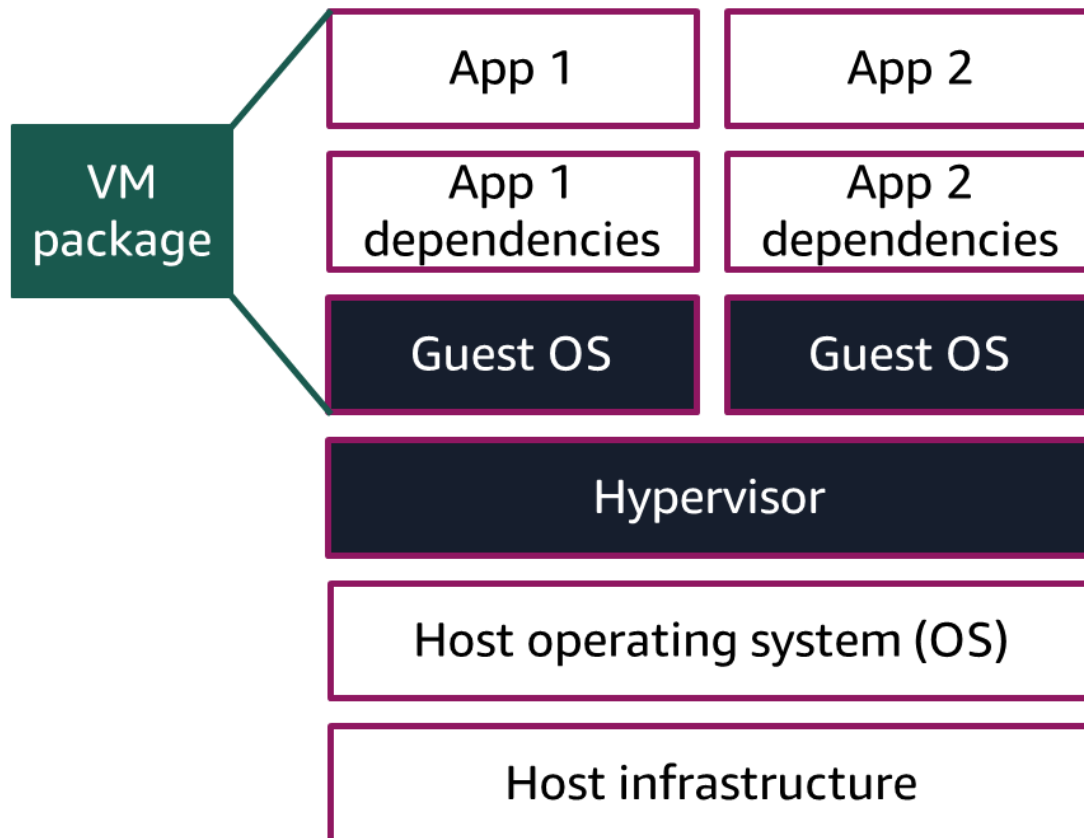 App 1
App 2
VM
package
App 1
dependencies
App 2
dependencies
Guest OS
Guest OS
Hypervisor
Host operating system (OS)
Host infrastructure